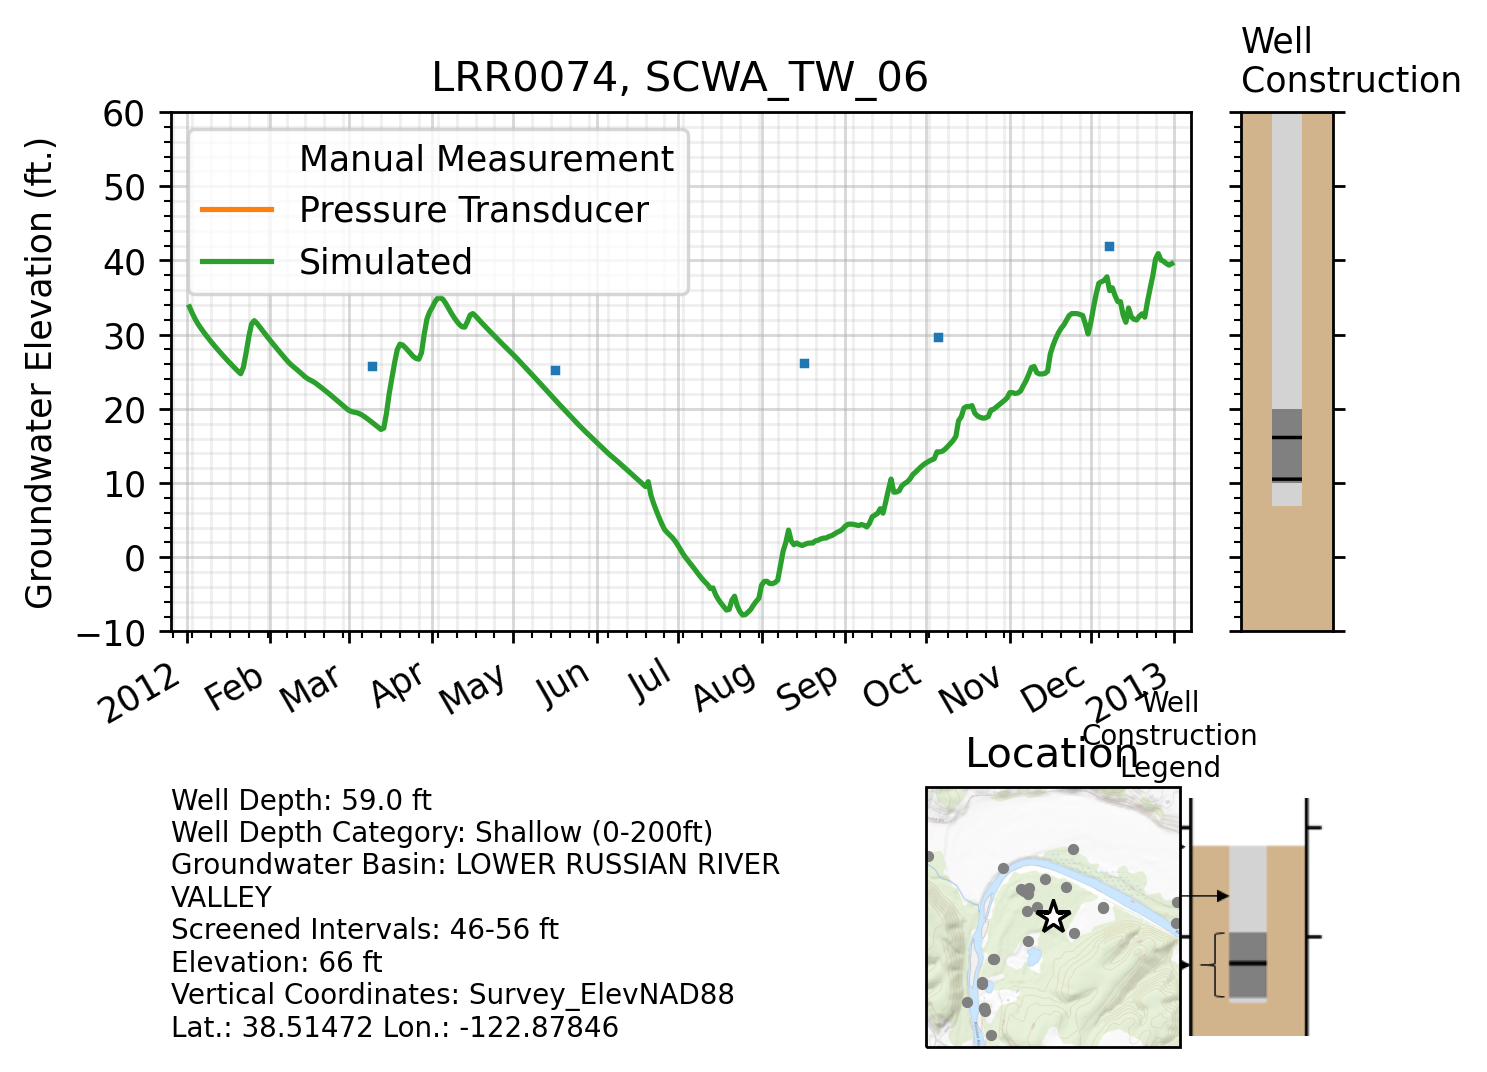 Well
Construction
LRR0074, SCWA_TW_06
Groundwater Elevation (ft.)
60
50
40
30
20
10
0
−10
Manual Measurement
Pressure Transducer
Simulated
2012
Feb
Mar
Apr
May
Jun
Jul
Aug
Sep
Oct
Nov
Dec
2013
Well
Construction
Legend
Location
Well Depth: 59.0 ft
Well Depth Category: Shallow (0-200ft)
Groundwater Basin: LOWER RUSSIAN RIVER
VALLEY
Screened Intervals: 46-56 ft
Elevation: 66 ft
Vertical Coordinates: Survey_ElevNAD88
Lat.: 38.51472 Lon.: -122.87846